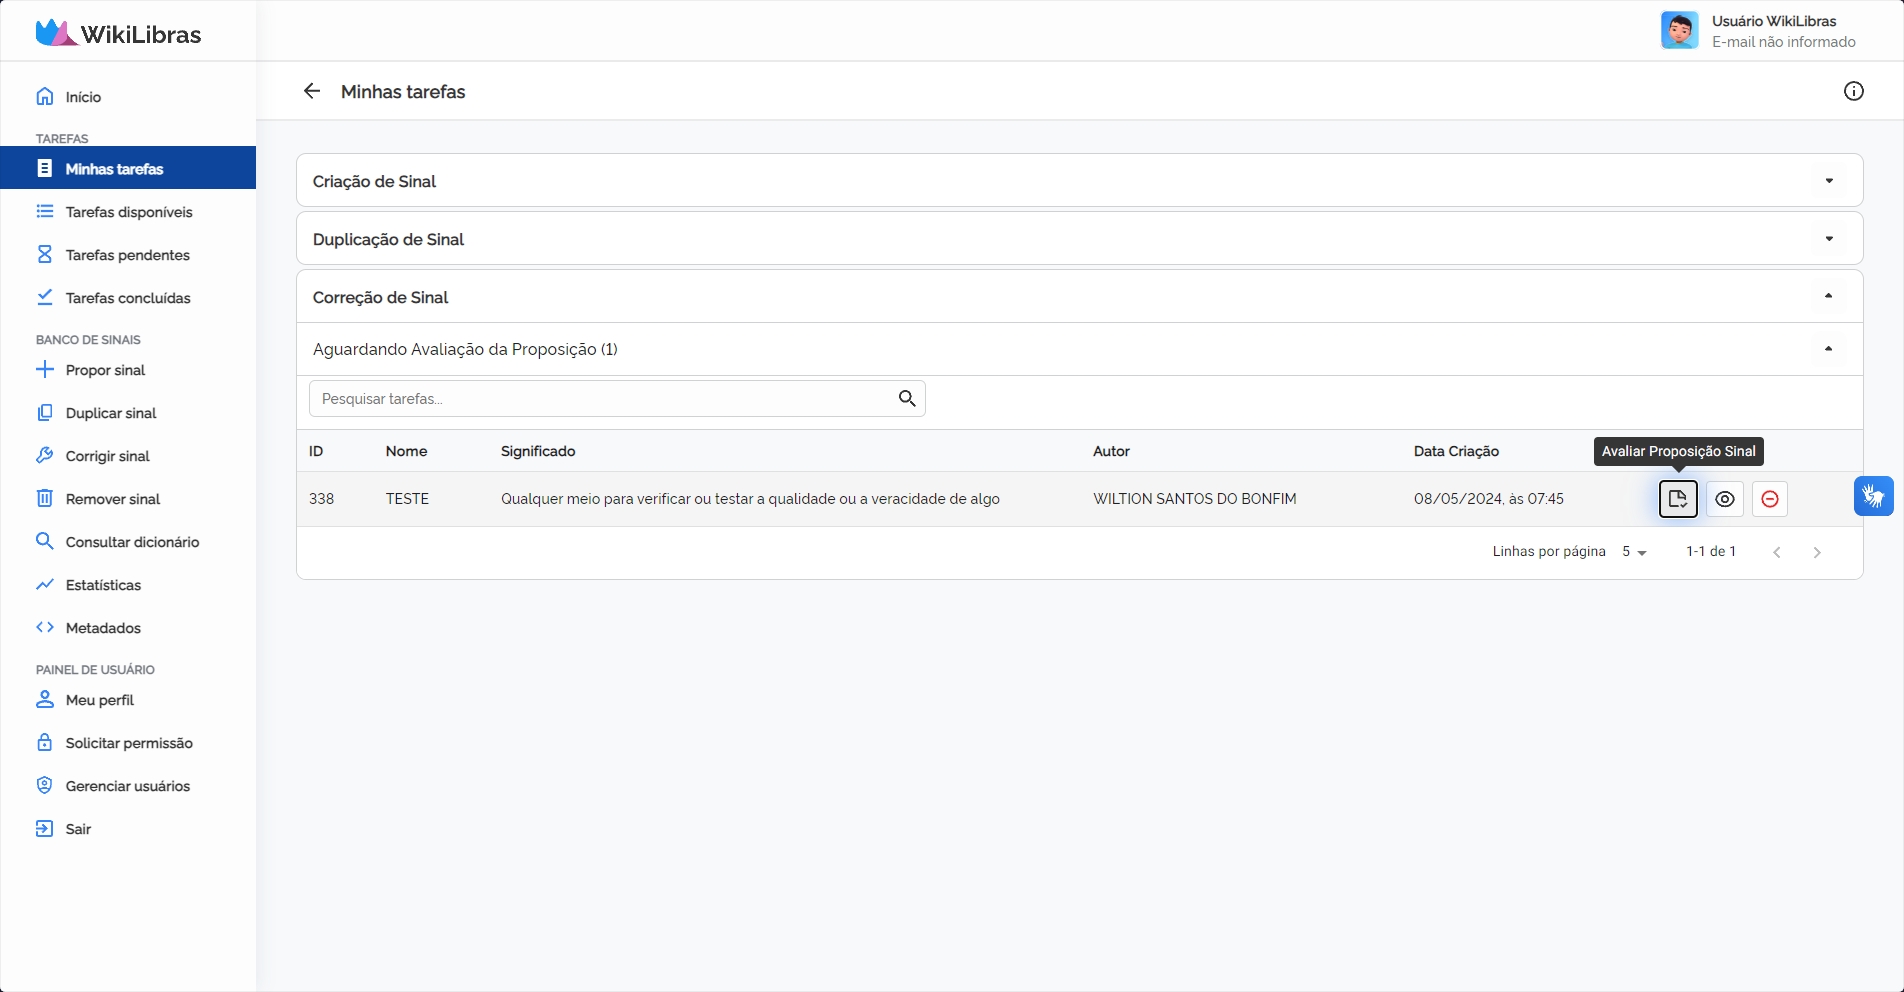 WikiLibras
Usuário WikiLibras
E-mail não informado
Minhas tarefas
Início
TAREFAS
Minhas tarefas
Tarefas disponíveis
Tarefas pendentes
Tarefas concluídas
BANCO DE SINAIS
Propor sinal
Duplicar sinal
Corrigir sinal
Remover sinal
Consultar dicionário
Estatísticas
Metadados
PAINEL DE USUÁRIO
Meu perfil
Solicitar permissão
Gerenciar usuários
Sair
Criação de Sinal
Duplicação de Sinal
Correção de Sinal
Aguardando Avaliação da Proposição (1)
Pesquisar tarefas...
ID Nome Significado Autor Data Criação
Avaliar Proposição Sinal
338 TESTE Qualquer meio para verificar ou testar a qualidade ou a veracidade de algo WILTION SANTOS DO BONFIM 08/05/2024, às 07:45
Linhas por página 5 1-1 de 1